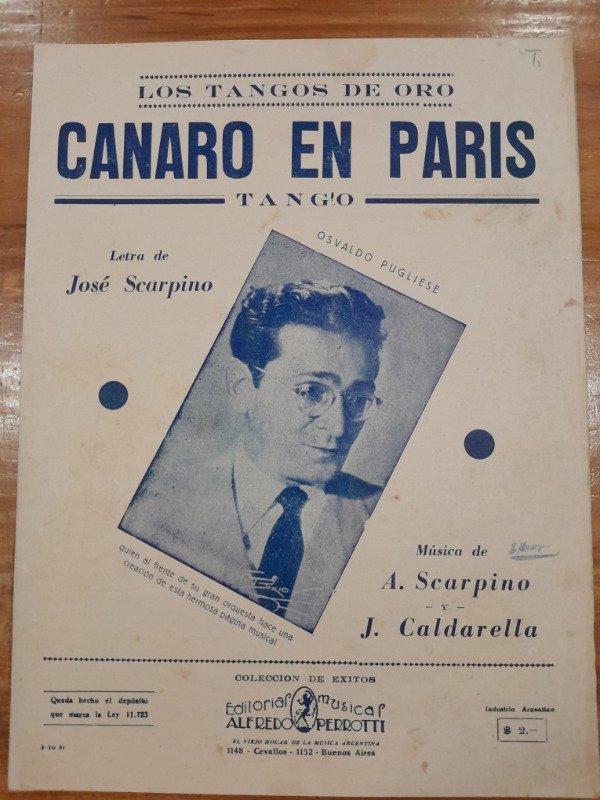 LOS TANGOS DE ORO
CANARO EN PARIS
TANGO
Letra de
José Scarpino
OSVALDO PUGLIESE
quien al frente de su gran orquesta hace una
creación de esta hermosa página musical
Música de
A. Scarpino
- Y -
J. Caldarella
COLECCION DE EXITOS
Queda hecho el depósito
que marca la Ley 11.723
Editorial Musical
ALFREDO PERROTTI
EL VIEJO HOGAR DE LA MUSICA ARGENTINA
1148 - Cevallos - 1152 - Buenos Aires
Industria Argentina
$ 2.-